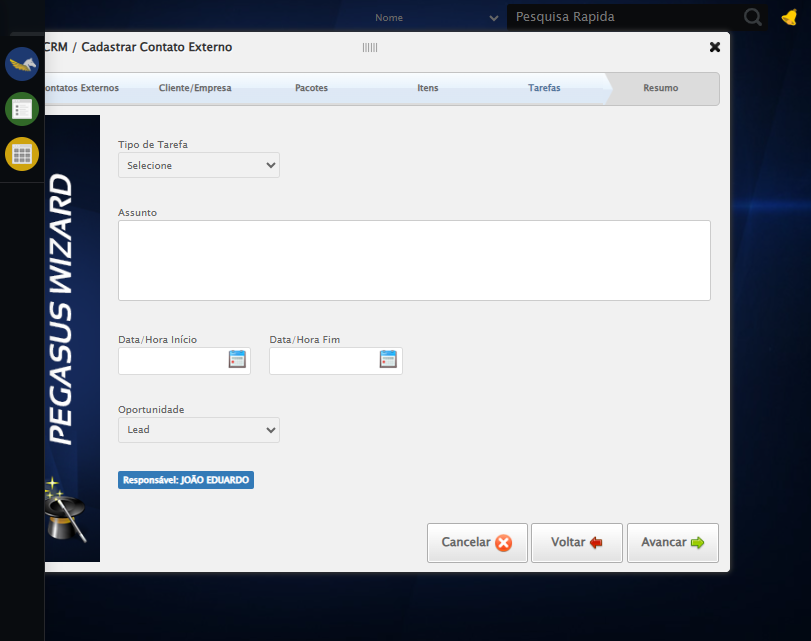 Nome
Pesquisa Rapida
CRM / Cadastrar Contato Externo
ontatos Externos
Cliente/Empresa
Pacotes
Itens
Tarefas
Resumo
PEGASUS WIZARD
Tipo de Tarefa
Selecione
Assunto
Data/Hora Início
Data/Hora Fim
Oportunidade
Lead
Responsável: JOÃO EDUARDO
Cancelar
Voltar
Avancar